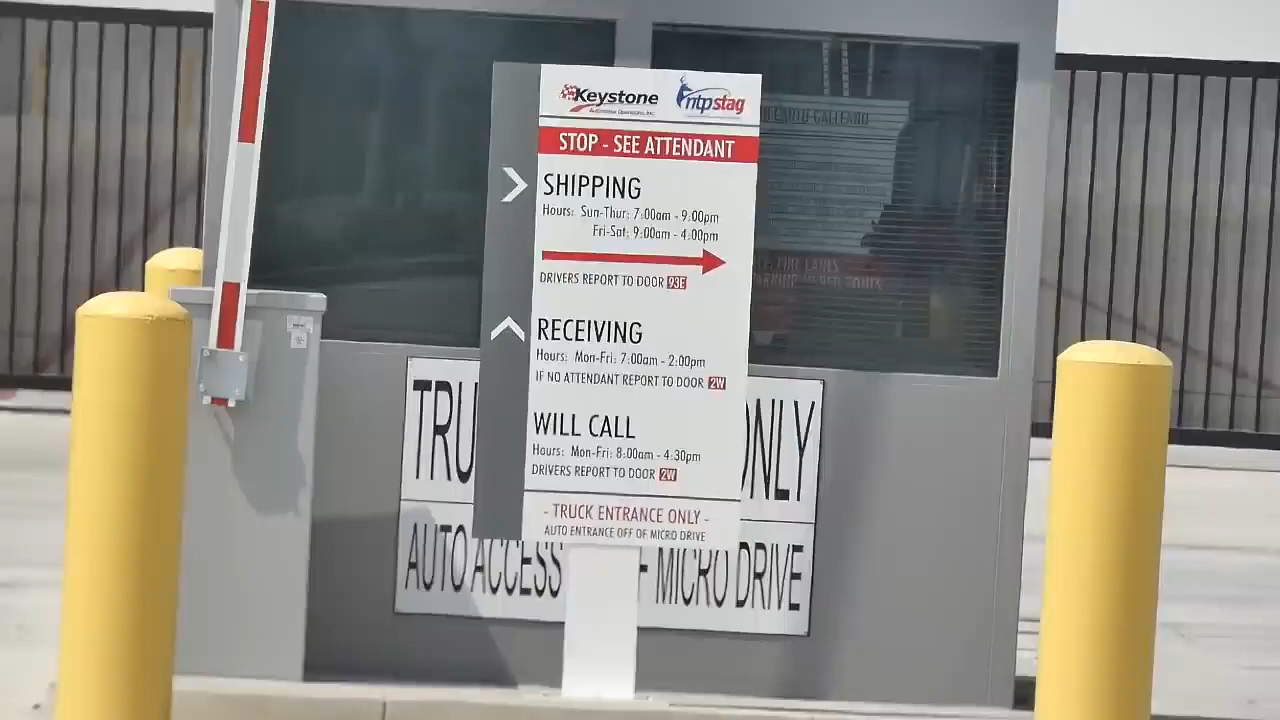 Keystone
Automotive Operations, Inc.
ntpstag
STOP - SEE ATTENDANT
SHIPPING
Hours: Sun-Thur: 7:00am - 9:00pm
Fri-Sat: 9:00am - 4:00pm
DRIVERS REPORT TO DOOR 93E
RECEIVING
Hours: Mon-Fri: 7:00am - 2:00pm
IF NO ATTENDANT REPORT TO DOOR 2W
WILL CALL
Hours: Mon-Fri: 8:00am - 4:30pm
DRIVERS REPORT TO DOOR 2W
- TRUCK ENTRANCE ONLY -
AUTO ENTRANCE OFF OF MICRO DRIVE
TRU ONLY
AUTO ACCESS F MICRO DRIVE